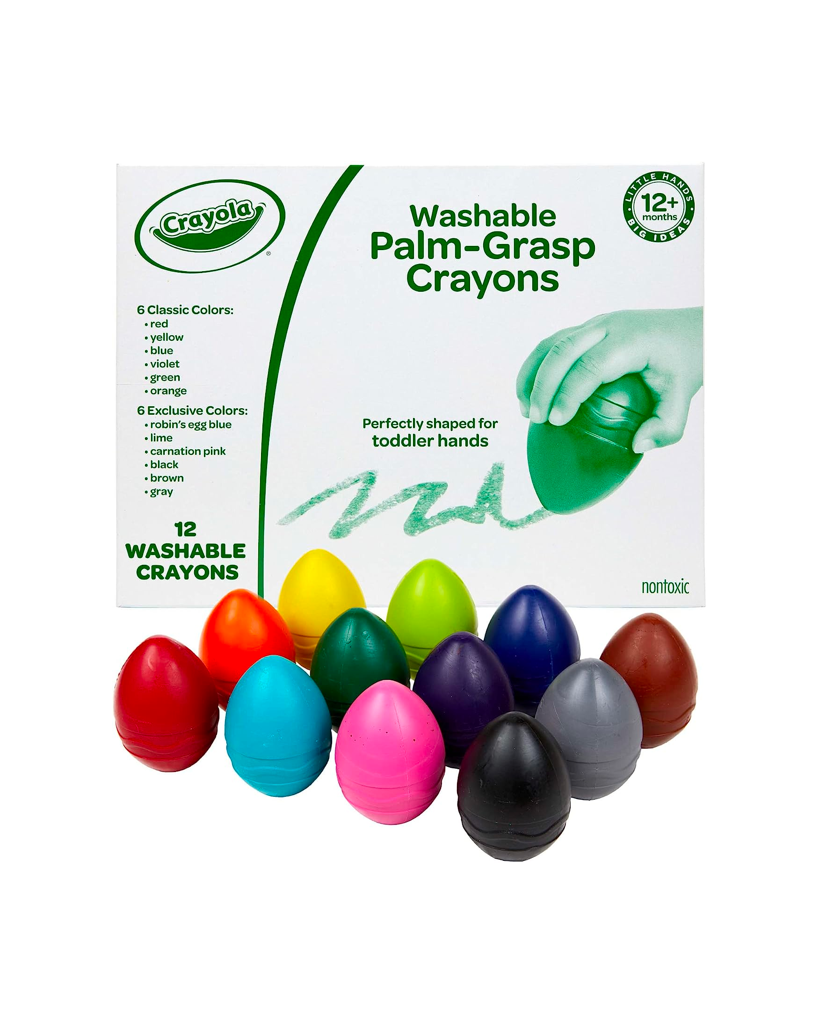 Crayola
®
Washable
Palm-Grasp
Crayons
LITTLE HANDS
12+
months
BIG IDEAS
6 Classic Colors:
• red
• yellow
• blue
• violet
• green
• orange
6 Exclusive Colors:
• robin's egg blue
• lime
• carnation pink
• black
• brown
• gray
12
WASHABLE
CRAYONS
Perfectly shaped for
toddler hands
nontoxic